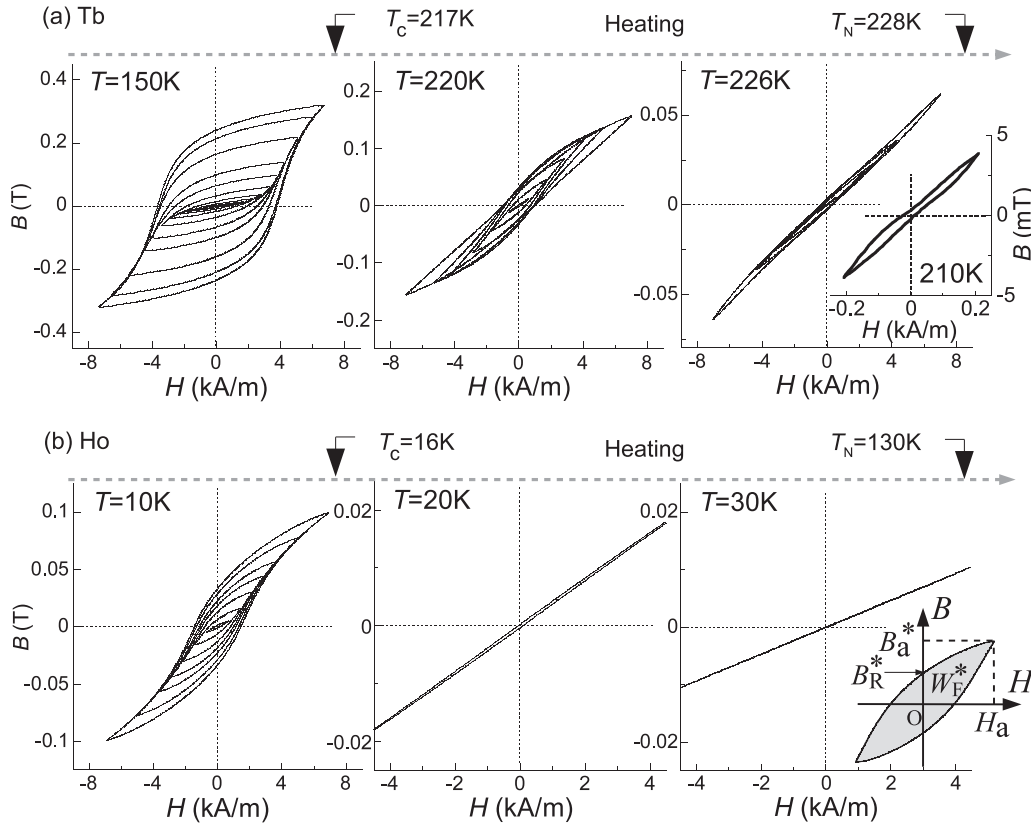 (a) Tb
T_C=217K
Heating
T_N=228K
T=150K
T=220K
T=226K
0.4
0.2
0
-0.2
-0.4
B (T)
-8 -4 0 4 8
H (kA/m)
0.2
0.1
0
-0.1
-0.2
-8 -4 0 4 8
H (kA/m)
0.05
0
-0.05
-8 -4 0 4 8
H (kA/m)
5
0
-5
B (mT)
210K
-0.2 0 0.2
H (kA/m)
(b) Ho
T_C=16K
Heating
T_N=130K
T=10K
T=20K
T=30K
0.1
0.05
0
-0.05
-0.1
B (T)
-8 -4 0 4 8
H (kA/m)
0.02
0
-0.02
-4 -2 0 2 4
H (kA/m)
0.02
0
-0.02
-4 -2 0 2 4
H (kA/m)
B
B_a^*
B_R^*
W_F^*
H
O
H_a